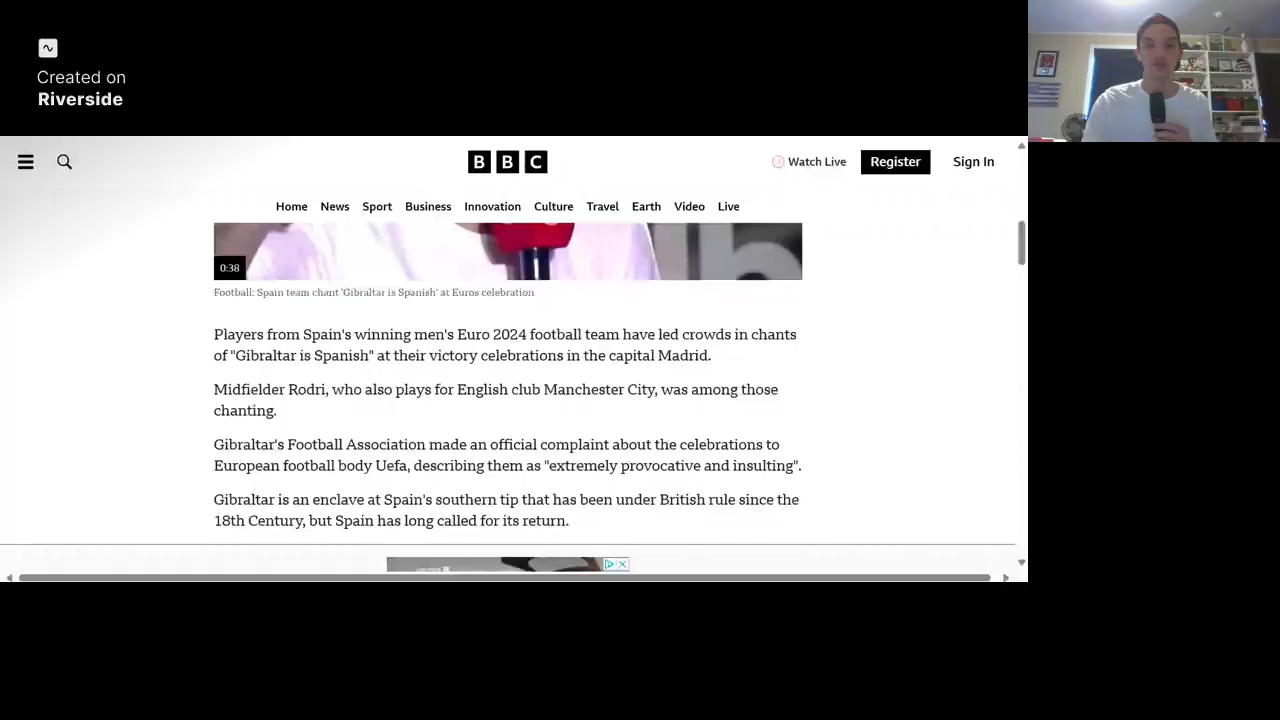 Created on
Riverside
BBC
Watch Live
Register
Sign In
Home News Sport Business Innovation Culture Travel Earth Video Live
0:38
Football: Spain team chant 'Gibraltar is Spanish' at Euros celebration
Players from Spain's winning men's Euro 2024 football team have led crowds in chants
of "Gibraltar is Spanish" at their victory celebrations in the capital Madrid.
Midfielder Rodri, who also plays for English club Manchester City, was among those
chanting.
Gibraltar's Football Association made an official complaint about the celebrations to
European football body Uefa, describing them as "extremely provocative and insulting".
Gibraltar is an enclave at Spain's southern tip that has been under British rule since the
18th Century, but Spain has long called for its return.